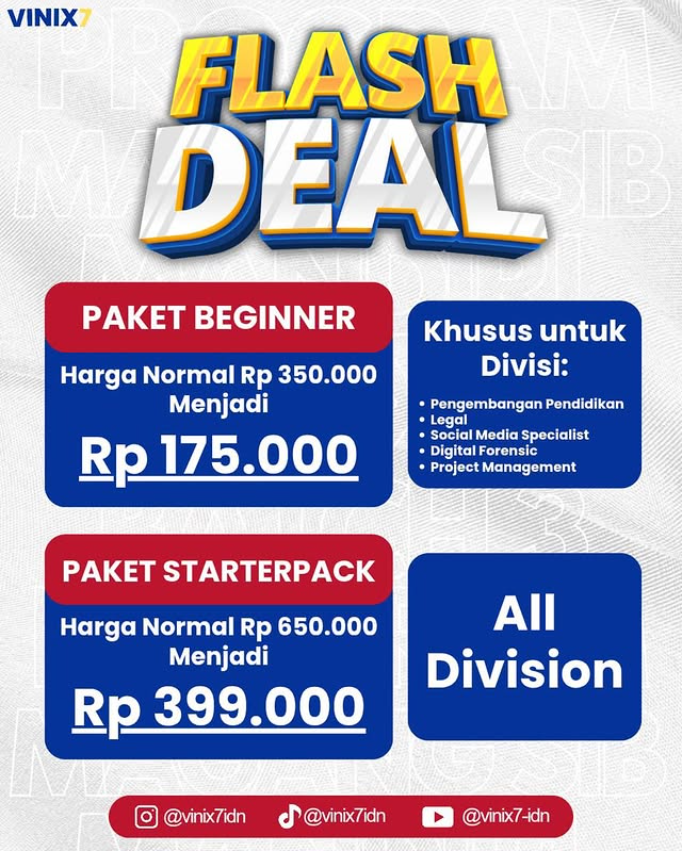 VINIX7
FLASH
DEAL
PAKET BEGINNER
Harga Normal Rp 350.000
Menjadi
Rp 175.000
Khusus untuk
Divisi:
• Pengembangan Pendidikan
• Legal
• Social Media Specialist
• Digital Forensic
• Project Management
PAKET STARTERPACK
Harga Normal Rp 650.000
Menjadi
Rp 399.000
All
Division
@vinix7idn @vinix7idn @vinix7-idn